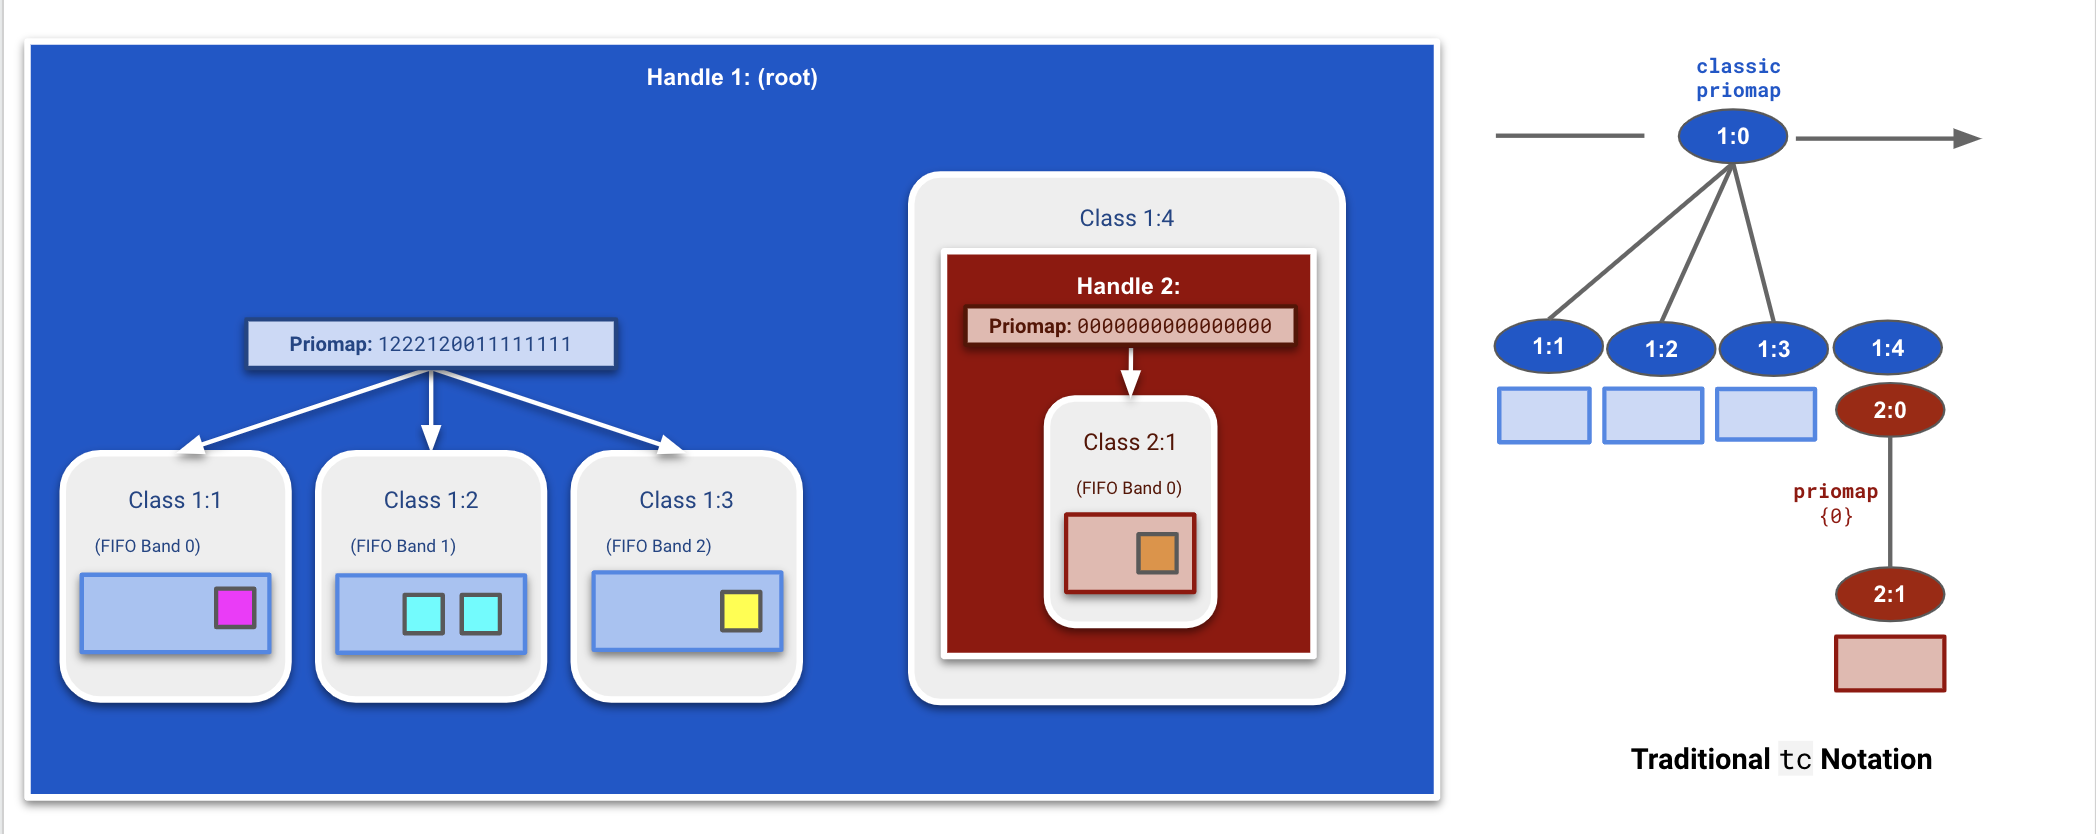 Handle 1: (root)
Priomap: 1222120011111111
Class 1:1
(FIFO Band 0)
Class 1:2
(FIFO Band 1)
Class 1:3
(FIFO Band 2)
Class 1:4
Handle 2:
Priomap: 0000000000000000
Class 2:1
(FIFO Band 0)
classic
priomap
1:0
1:1
1:2
1:3
1:4
2:0
priomap
{0}
2:1
Traditional tc Notation